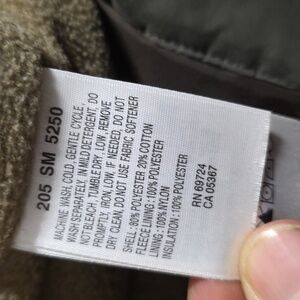 205 SM 5250
MACHINE WASH, COLD, GENTLE CYCLE,
WASH SEPARATELY, IN MILD DETERGENT. DO
NOT BLEACH, TUMBLE DRY, LOW, REMOVE
PROMPTLY, IRON, LOW, IF NEEDED. DO NOT
DRY CLEAN, DO NOT USE FABRIC SOFTENER
SHELL : 80% POLYESTER 20% COTTON
FLEECE LINING : 100% POLYESTER
LINING : 100% NYLON
INSULATION : 100% POLYESTER
RN 69724
CA 05367